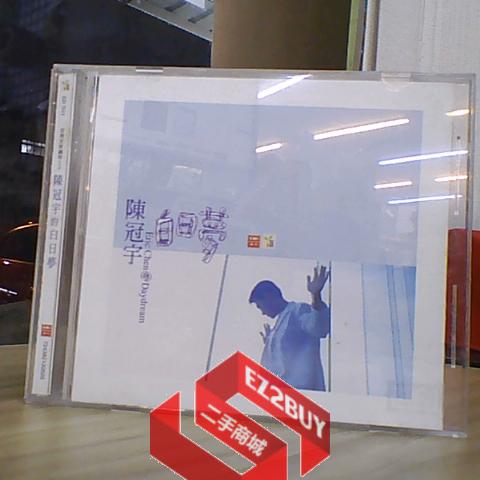 陳冠宇的白日夢
陳冠宇
白日夢
Eric Chen的Daydream
EZ2BUY
二手商城